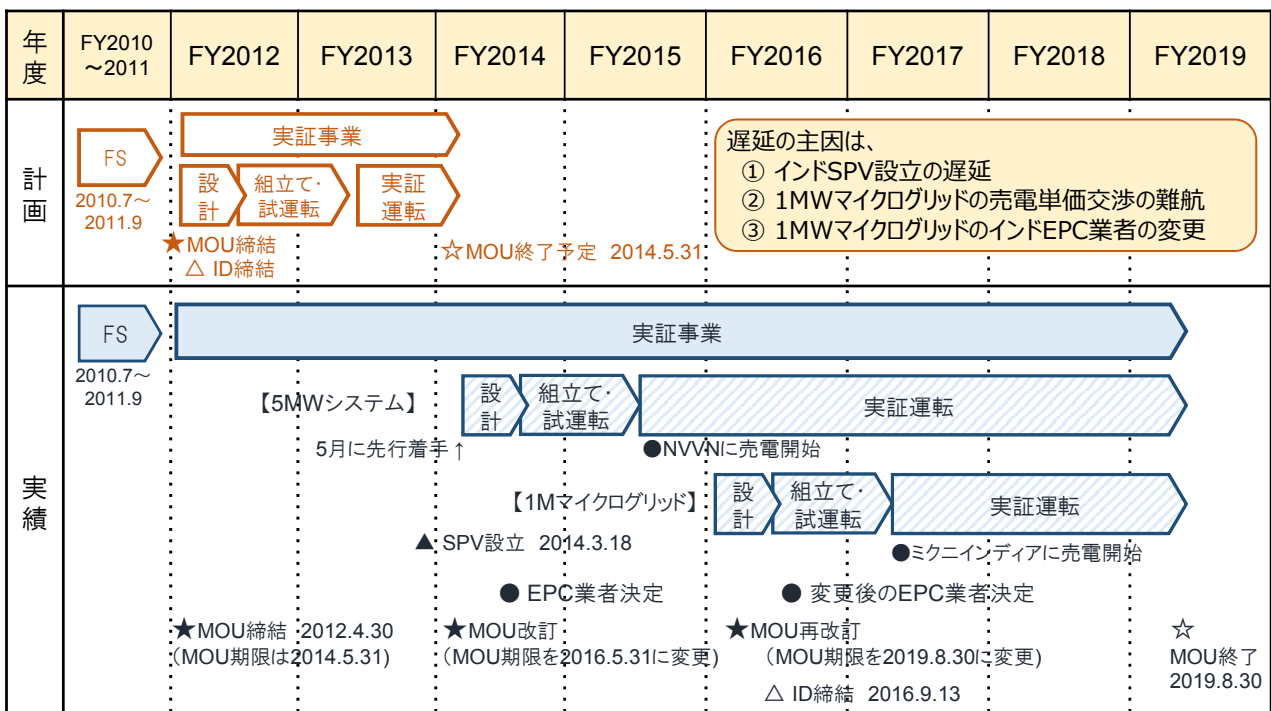 年度
FY2010
～2011
FY2012
FY2013
FY2014
FY2015
FY2016
FY2017
FY2018
FY2019
計画
FS
2010.7～
2011.9
実証事業
設計
組立て・
試運転
実証
運転
★MOU締結
△ ID締結
☆MOU終了予定 2014.5.31
遅延の主因は、
① インドSPV設立の遅延
② 1MWマイクログリッドの売電単価交渉の難航
③ 1MWマイクログリッドのインドEPC業者の変更
実績
FS
2010.7～
2011.9
実証事業
【5MWシステム】
設計
組立て・
試運転
実証運転
5月に先行着手↑
●NVVNに売電開始
【1Mマイクログリッド】
設計
組立て・
試運転
実証運転
▲ SPV設立 2014.3.18
●ミクニインディアに売電開始
● EPC業者決定
● 変更後のEPC業者決定
★MOU締結 2012.4.30
(MOU期限は2014.5.31)
★MOU改訂
(MOU期限を2016.5.31に変更)
★MOU再改訂
(MOU期限を2019.8.30に変更)
△ ID締結 2016.9.13
☆
MOU終了
2019.8.30